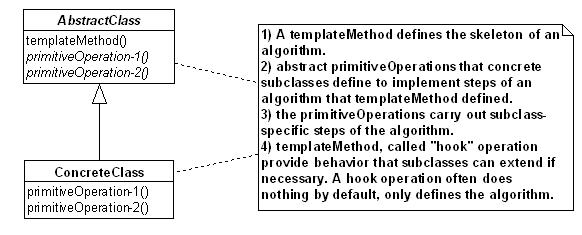 AbstractClass
templateMethod()
primitiveOperation-1()
primitiveOperation-2()
ConcreteClass
primitiveOperation-1()
primitiveOperation-2()
1) A templateMethod defines the skeleton of an
algorithm.
2) abstract primitiveOperations that concrete
subclasses define to implement steps of an
algorithm that templateMethod defined.
3) the primitiveOperations carry out subclass-
specific steps of the algorithm.
4) templateMethod, called "hook" operation
provide behavior that subclasses can extend if
necessary. A hook operation often does
nothing by default, only defines the algorithm.